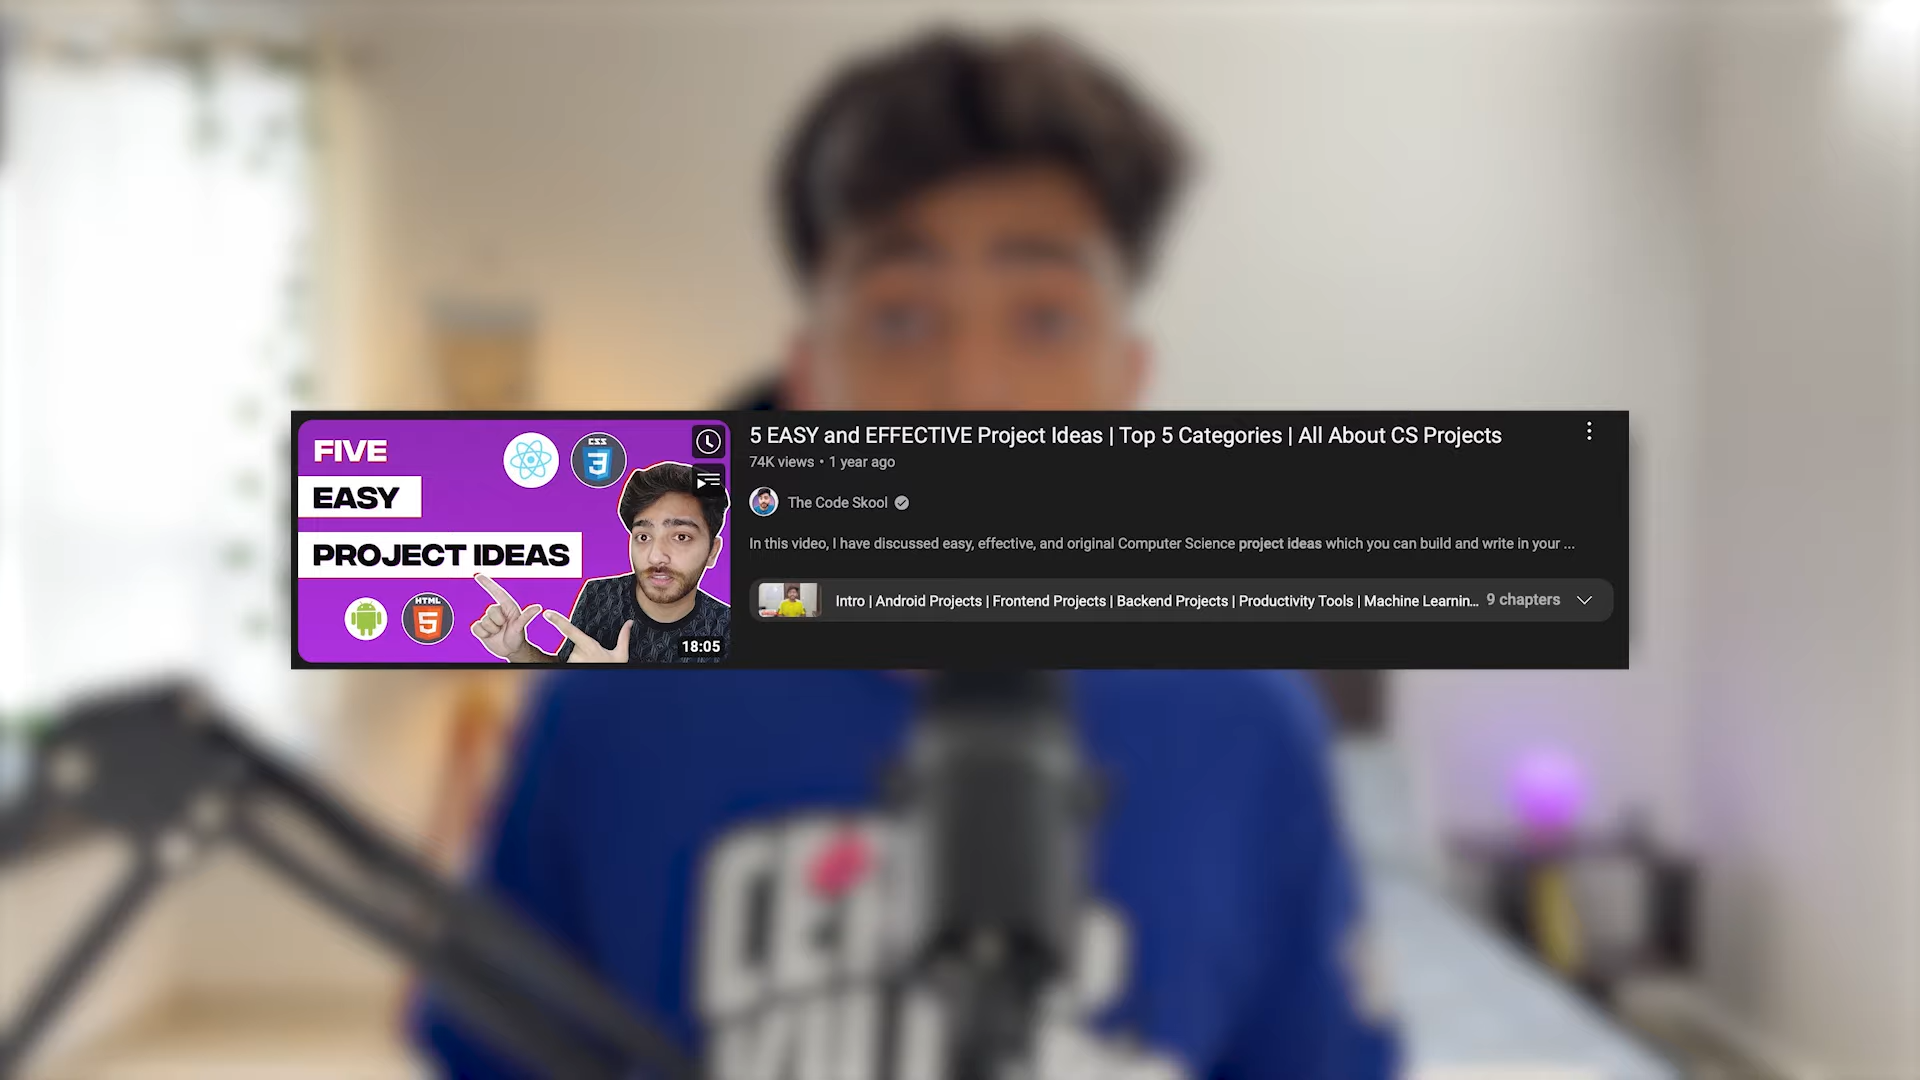 FIVE
EASY
PROJECT IDEAS
CSS
3
HTML
5
18:05
5 EASY and EFFECTIVE Project Ideas | Top 5 Categories | All About CS Projects
74K views • 1 year ago
The Code Skool
In this video, I have discussed easy, effective, and original Computer Science project ideas which you can build and write in your ...
Intro | Android Projects | Frontend Projects | Backend Projects | Productivity Tools | Machine Learnin... 9 chapters